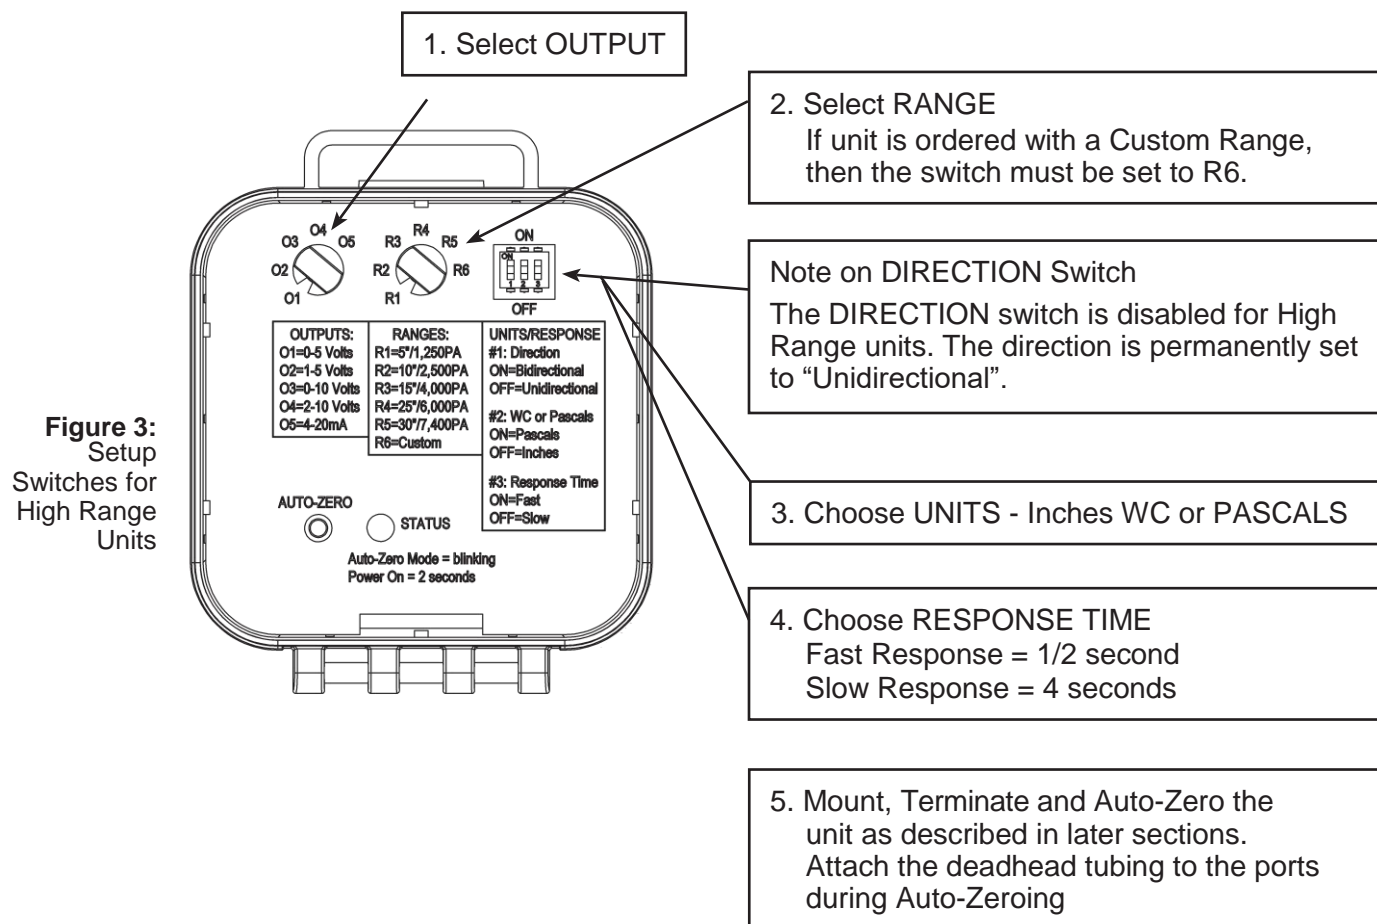 1. Select OUTPUT
2. Select RANGE
If unit is ordered with a Custom Range,
then the switch must be set to R6.
Note on DIRECTION Switch
The DIRECTION switch is disabled for High
Range units. The direction is permanently set
to “Unidirectional”.
3. Choose UNITS - Inches WC or PASCALS
4. Choose RESPONSE TIME
Fast Response = 1/2 second
Slow Response = 4 seconds
5. Mount, Terminate and Auto-Zero the
unit as described in later sections.
Attach the deadhead tubing to the ports
during Auto-Zeroing
Figure 3:
Setup
Switches for
High Range
Units
O1 O2 O3 O4 O5
R1 R2 R3 R4 R5 R6
ON
ON
1 2 3
OFF
OUTPUTS:
O1=0-5 Volts
O2=1-5 Volts
O3=0-10 Volts
O4=2-10 Volts
O5=4-20mA
RANGES:
R1=5"/1,250PA
R2=10"/2,500PA
R3=15"/4,000PA
R4=25"/6,000PA
R5=30"/7,400PA
R6=Custom
UNITS/RESPONSE
#1: Direction
ON=Bidirectional
OFF=Unidirectional
#2: WC or Pascals
ON=Pascals
OFF=Inches
#3: Response Time
ON=Fast
OFF=Slow
AUTO-ZERO
STATUS
Auto-Zero Mode = blinking
Power On = 2 seconds